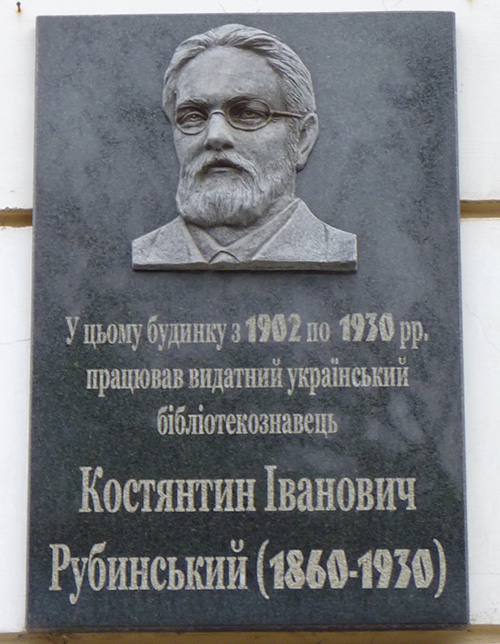 У цьому будинку з 1902 по 1930 рр.
працював видатний український
бібліотекознавець
Костянтин Іванович
Рубинський (1860-1930)